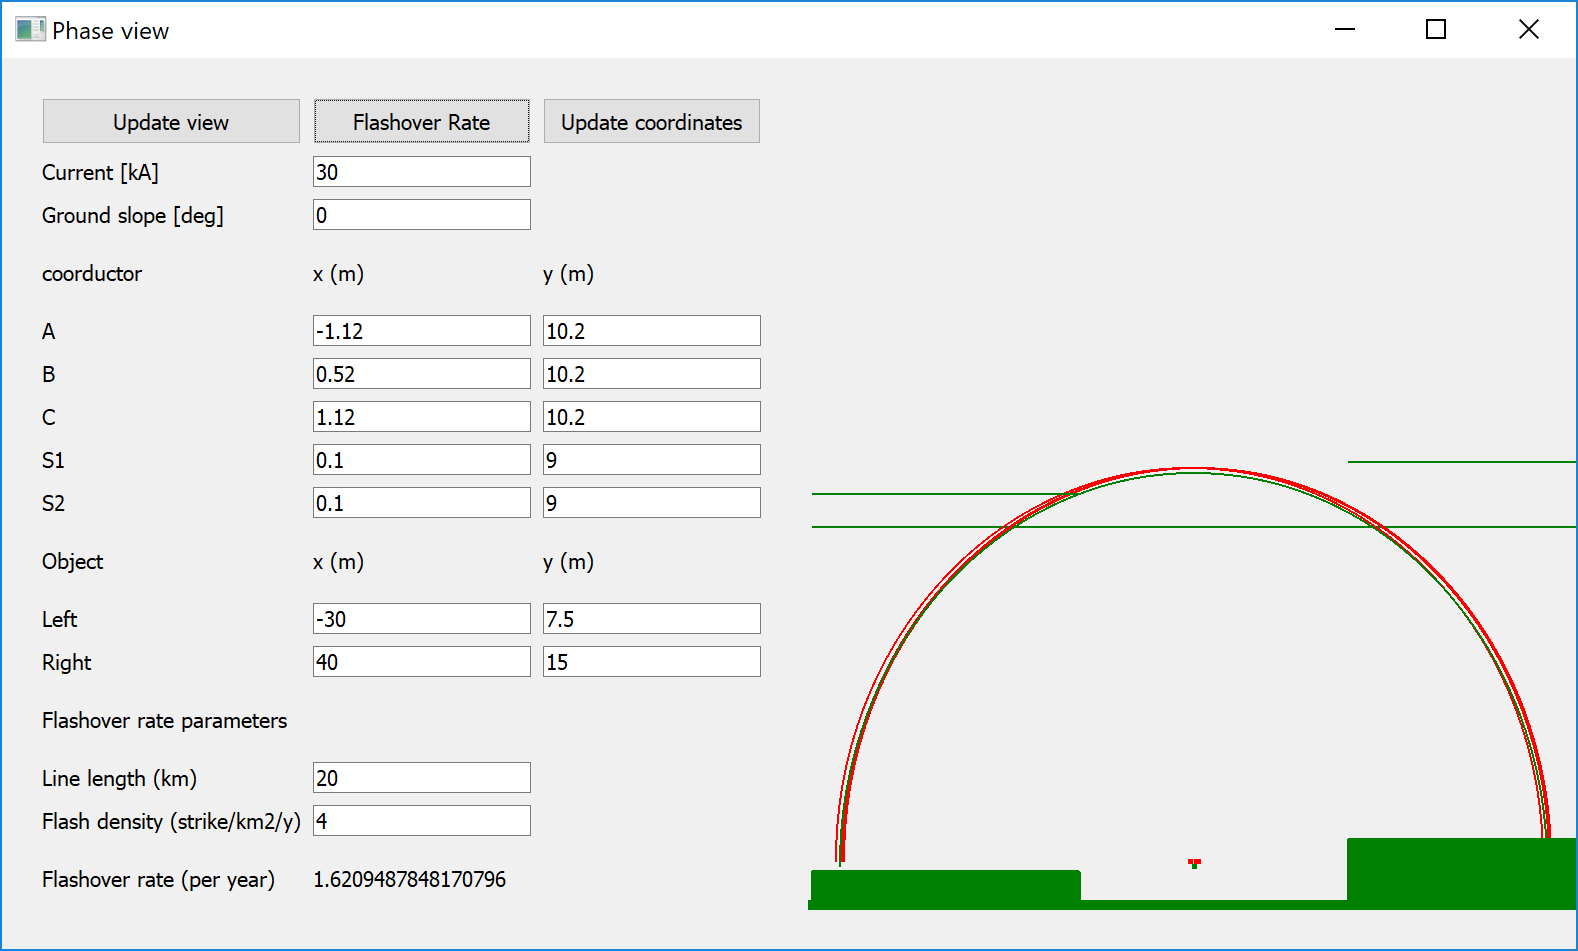 Phase view
Update view Flashover Rate Update coordinates
Current [kA] 30
Ground slope [deg] 0
coorductor x (m) y (m)
A -1.12 10.2
B 0.52 10.2
C 1.12 10.2
S1 0.1 9
S2 0.1 9
Object x (m) y (m)
Left -30 7.5
Right 40 15
Flashover rate parameters
Line length (km) 20
Flash density (strike/km2/y) 4
Flashover rate (per year) 1.6209487848170796